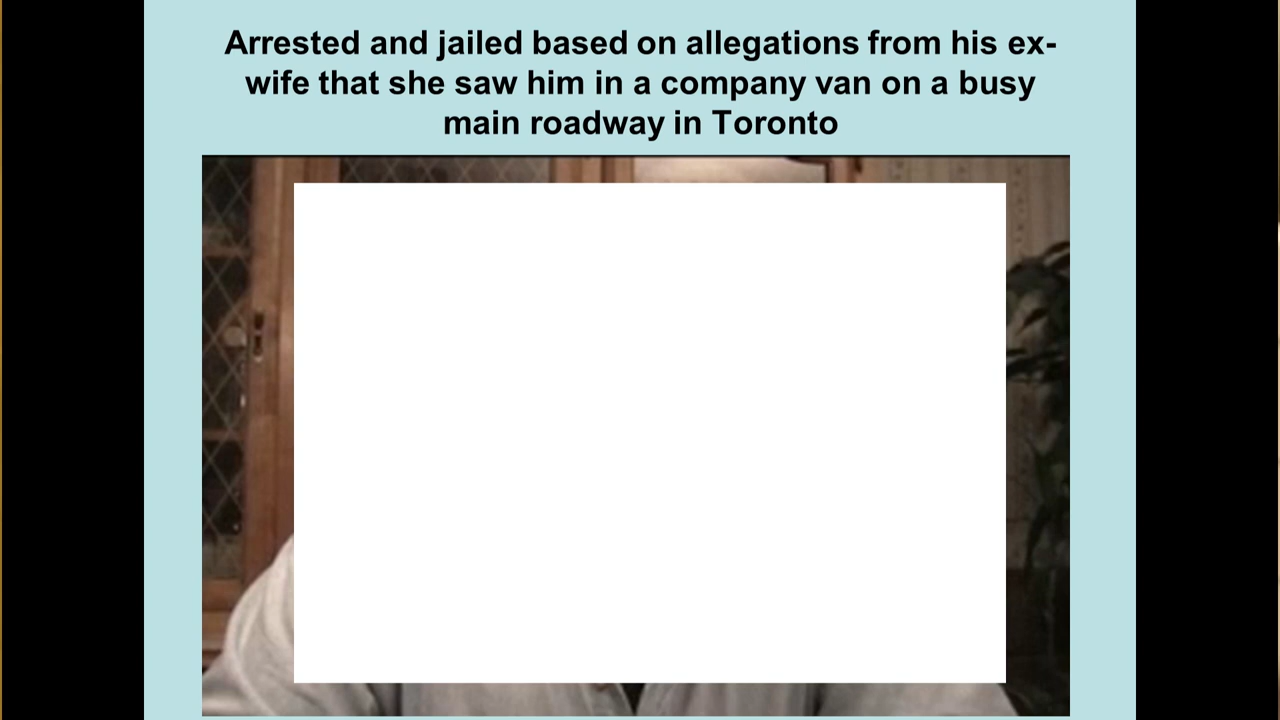 Arrested and jailed based on allegations from his ex-
wife that she saw him in a company van on a busy
main roadway in Toronto